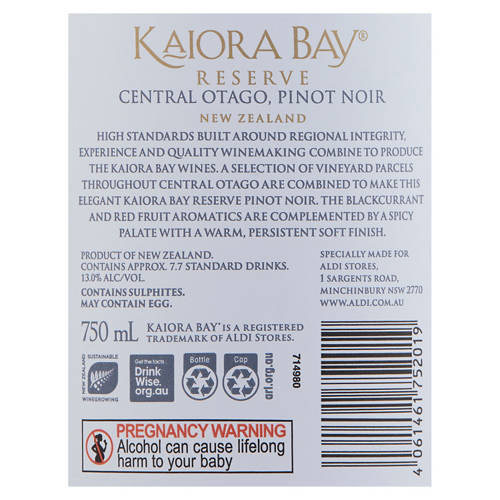 KAIORA BAY®
RESERVE
CENTRAL OTAGO, PINOT NOIR
NEW ZEALAND
HIGH STANDARDS BUILT AROUND REGIONAL INTEGRITY,
EXPERIENCE AND QUALITY WINEMAKING COMBINE TO PRODUCE
THE KAIORA BAY WINES. A SELECTION OF VINEYARD PARCELS
THROUGHOUT CENTRAL OTAGO ARE COMBINED TO MAKE THIS
ELEGANT KAIORA BAY RESERVE PINOT NOIR. THE BLACKCURRANT
AND RED FRUIT AROMATICS ARE COMPLEMENTED BY A SPICY
PALATE WITH A WARM, PERSISTENT SOFT FINISH.
PRODUCT OF NEW ZEALAND.
CONTAINS APPROX. 7.7 STANDARD DRINKS.
13.0% ALC/VOL.
CONTAINS SULPHITES.
MAY CONTAIN EGG.
SPECIALLY MADE FOR
ALDI STORES,
1 SARGENTS ROAD,
MINCHINBURY NSW 2770
WWW.ALDI.COM.AU
750 mL
KAIORA BAY® IS A REGISTERED
TRADEMARK OF ALDI STORES.
NEW ZEALAND
SUSTAINABLE
WINEGROWING
Get the facts
Drink
Wise.
org.au
Bottle
Cap
arl.org.au
714980
4 061461 752019
PREGNANCY WARNING
Alcohol can cause lifelong
harm to your baby